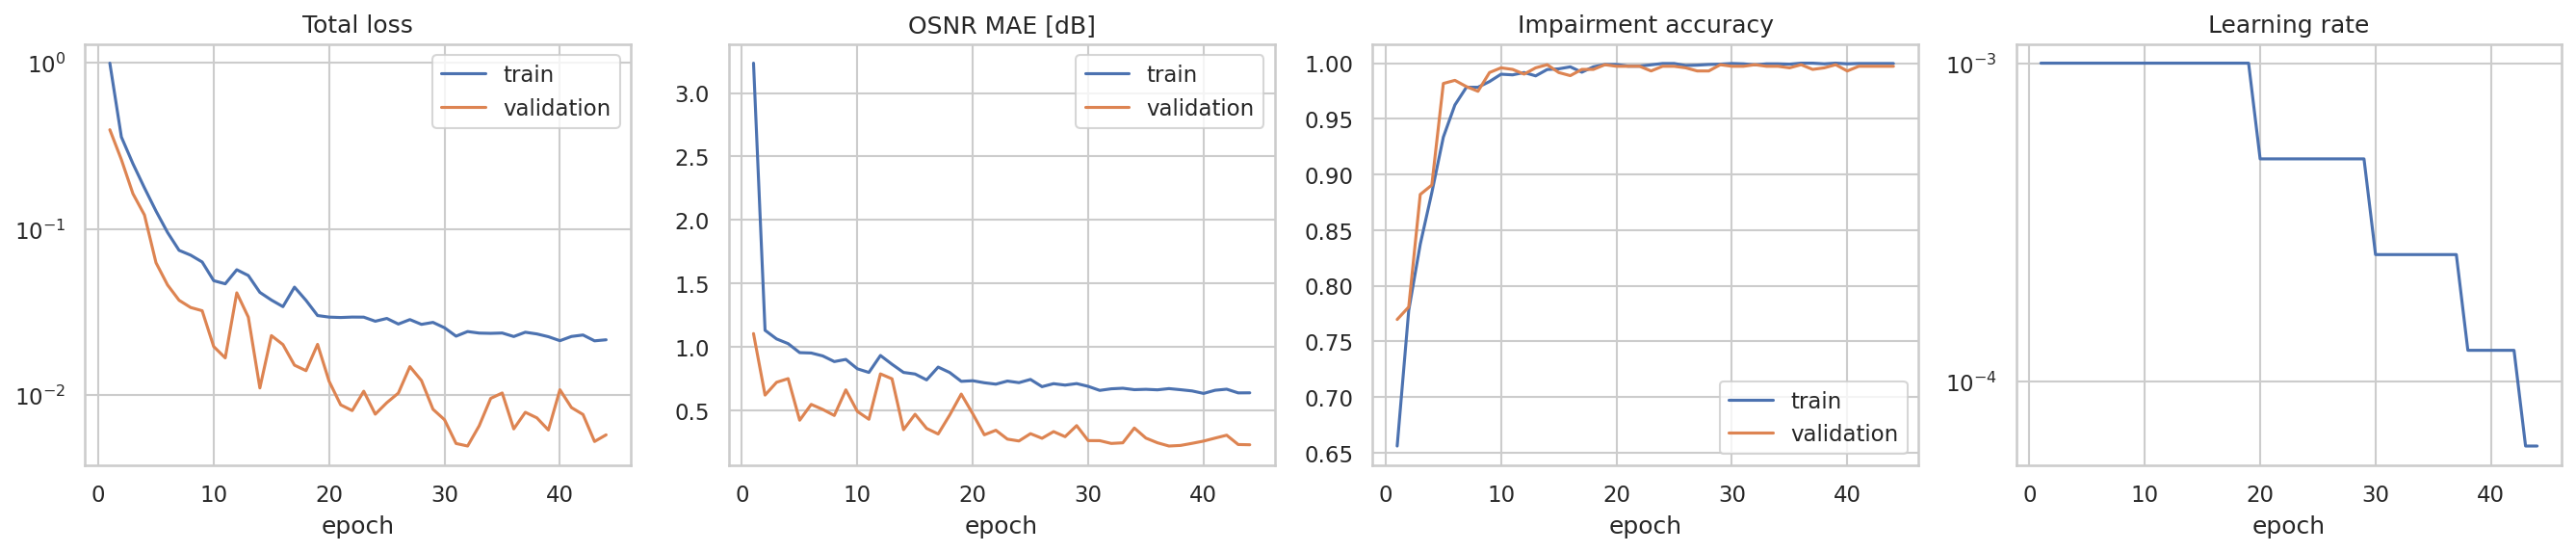 Total loss
10^0
10^-1
10^-2
train
validation
0
10
20
30
40
epoch
OSNR MAE [dB]
3.0
2.5
2.0
1.5
1.0
0.5
train
validation
0
10
20
30
40
epoch
Impairment accuracy
1.00
0.95
0.90
0.85
0.80
0.75
0.70
0.65
train
validation
0
10
20
30
40
epoch
Learning rate
10^-3
10^-4
0
10
20
30
40
epoch